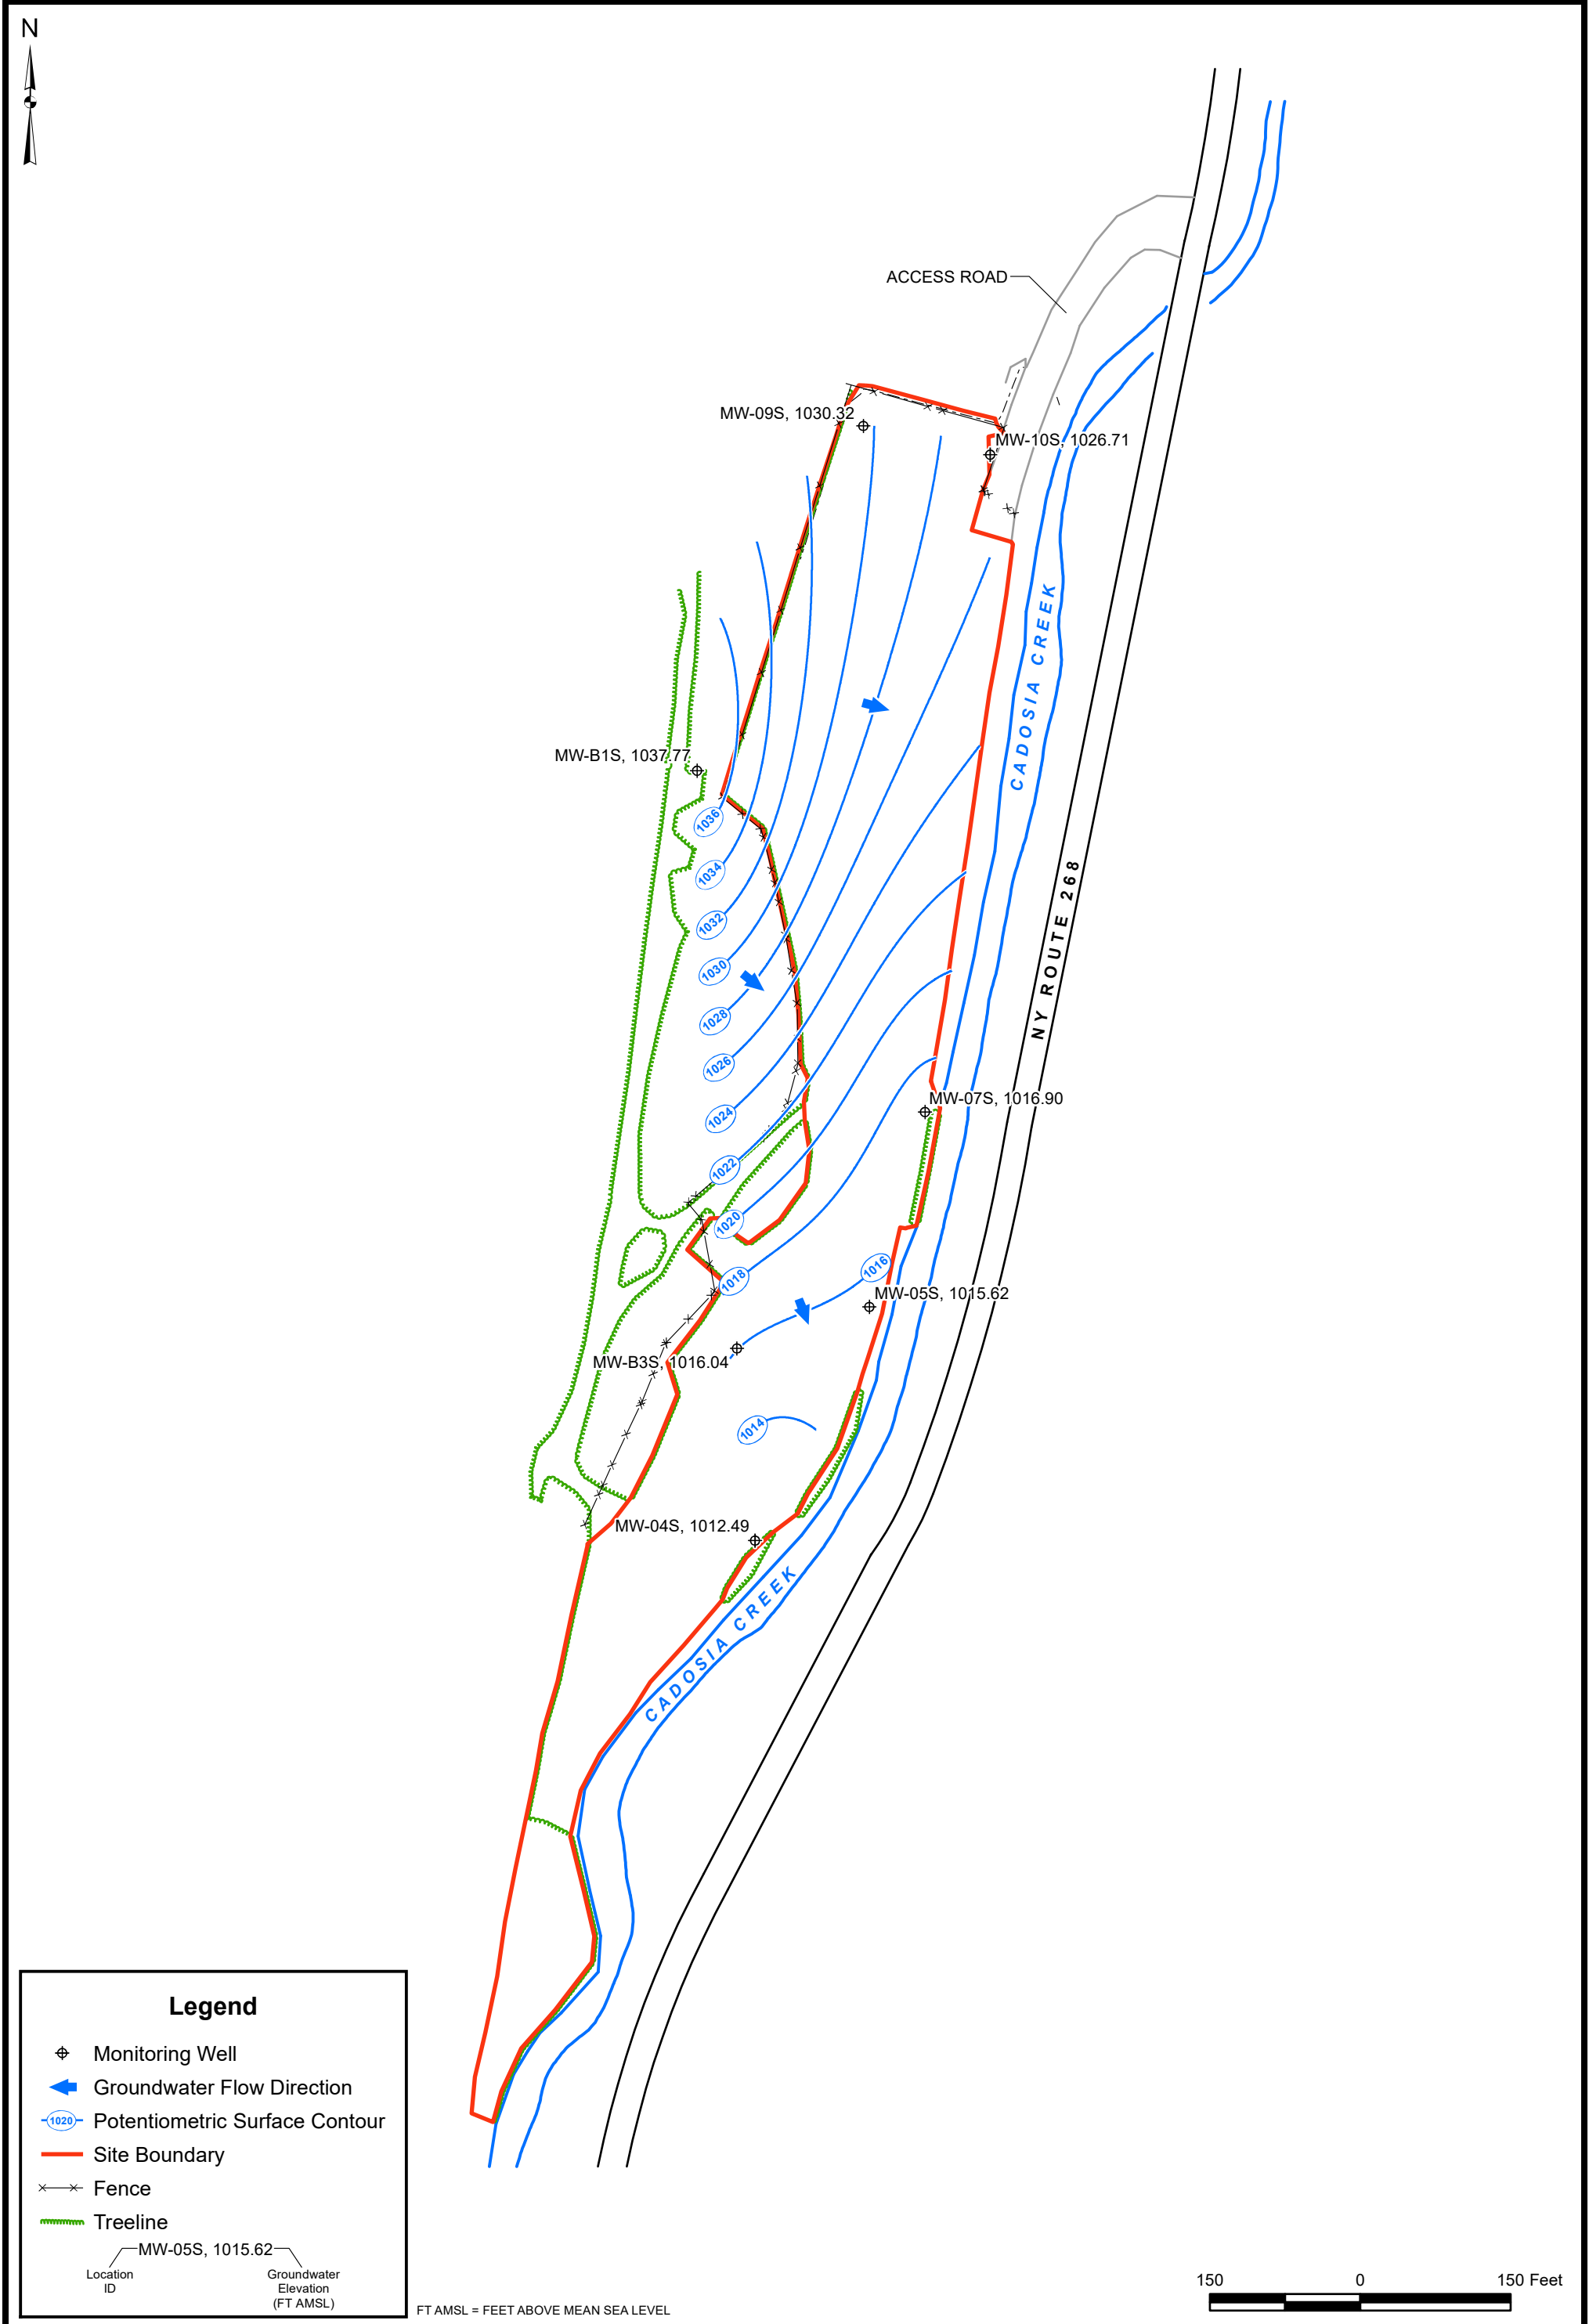 N
ACCESS ROAD
MW-09S, 1030.32
MW-10S, 1026.71
CADOSIA CREEK
MW-B1S, 1037.77
1036
1034
NY ROUTE 268
1032
1030
1028
1026
1024
MW-07S, 1016.90
1022
1020
1018
1016
MW-05S, 1015.62
MW-B3S, 1016.04
1014
MW-04S, 1012.49
CADOSIA CREEK
Legend
Monitoring Well
Groundwater Flow Direction
1020 Potentiometric Surface Contour
Site Boundary
Fence
Treeline
MW-05S, 1015.62
Location
ID
Groundwater
Elevation
(FT AMSL)
FT AMSL = FEET ABOVE MEAN SEA LEVEL
150 0 150 Feet